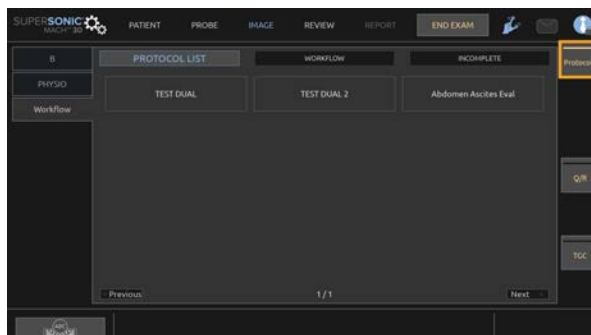 SUPERSONIC
MACH 30
PATIENT
PROBE
IMAGE
REVIEW
REPORT
END EXAM
B
PHYSIO
Workflow
PROTOCOL LIST
WORKFLOW
INCOMPLETE
TEST DUAL
TEST DUAL 2
Abdomen Ascites Eval
Protocol
Q/R
TGC
Previous
1/1
Next
ABC